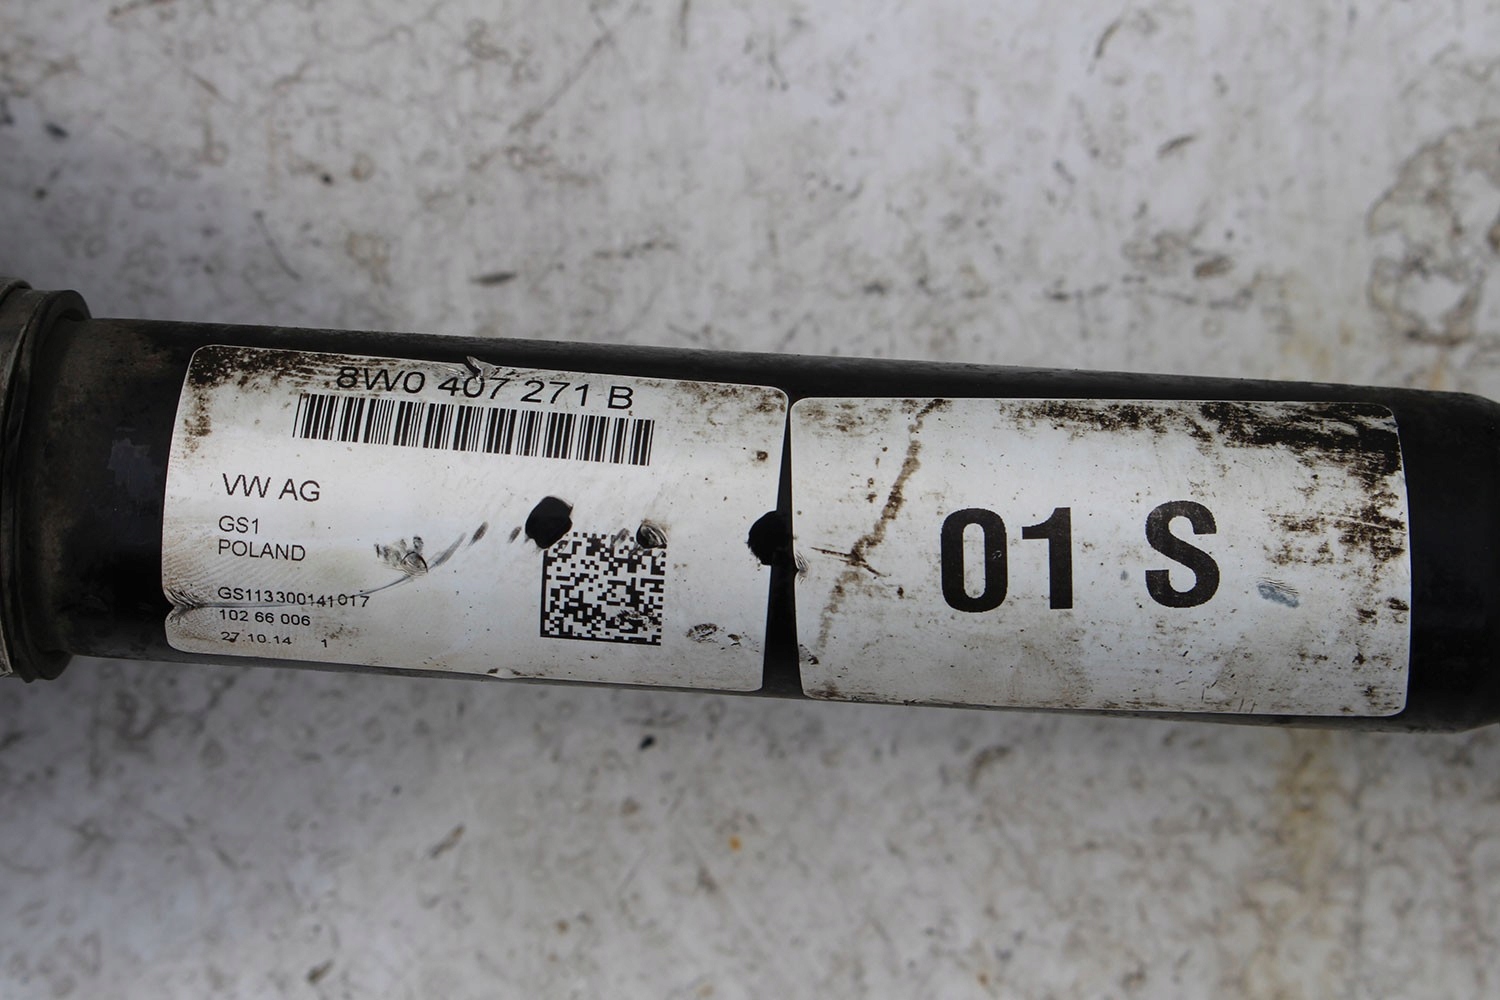 8W0 407 271 B
VW AG
GS1
POLAND
GS113300141017
102 66 006
27.10.14 1
01 S